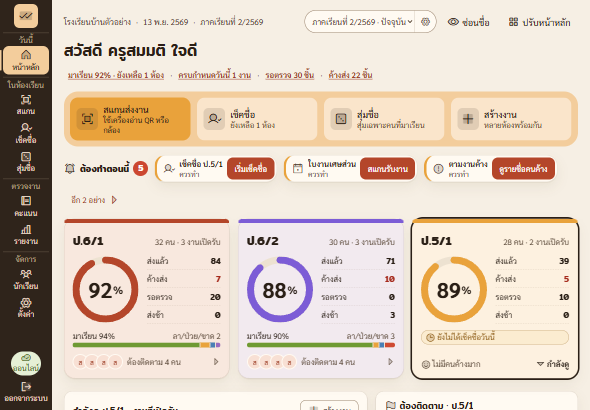 วันนี้
หน้าหลัก
ในห้องเรียน
สแกน
เช็คชื่อ
สุ่มชื่อ
ตรวจงาน
คะแนน
รายงาน
จัดการ
นักเรียน
ตั้งค่า
ออนไลน์
ออกจากระบบ
โรงเรียนบ้านตัวอย่าง · 13 พ.ย. 2569 · ภาคเรียนที่ 2/2569
ภาคเรียนที่ 2/2569 · ปัจจุบัน
ซ่อนชื่อ
ปรับหน้าหลัก
สวัสดี ครูสมมติ ใจดี
มาเรียน 92% · ยังเหลือ 1 ห้อง · ครบกำหนดวันนี้ 1 งาน · รอตรวจ 30 ชิ้น · ค้างส่ง 22 ชิ้น
สแกนส่งงาน
ใช้เครื่องอ่าน QR หรือกล้อง
เช็คชื่อ
ยังเหลือ 1 ห้อง
สุ่มชื่อ
สุ่มเฉพาะคนที่มาเรียน
สร้างงาน
หลายห้องพร้อมกัน
ต้องทำตอนนี้ 5
เช็คชื่อ ป.5/1
ควรทำ
เริ่มเช็คชื่อ
ใบงานเศษส่วน
ควรทำ
สแกนรับงาน
ตามงานค้าง
ควรทำ
ดูรายชื่อคนค้าง
อีก 2 อย่าง
ป.6/1
32 คน · 3 งานเปิดรับ
92%
ส่งแล้ว 84
ค้างส่ง 7
รอตรวจ 20
ส่งช้า 0
มาเรียน 94%
ลา/ป่วย/ขาด 2
ส ส ส ส ต้องติดตาม 4 คน
ป.6/2
30 คน · 3 งานเปิดรับ
88%
ส่งแล้ว 71
ค้างส่ง 10
รอตรวจ 0
ส่งช้า 3
มาเรียน 90%
ลา/ป่วย/ขาด 3
ส ส ส ส ต้องติดตาม 4 คน
ป.5/1
28 คน · 2 งานเปิดรับ
89%
ส่งแล้ว 39
ค้างส่ง 5
รอตรวจ 10
ส่งช้า 0
ยังไม่ได้เช็คชื่อวันนี้
ไม่มีคนค้างมาก
กำลังดู
ต้องติดตาม · ป.5/1